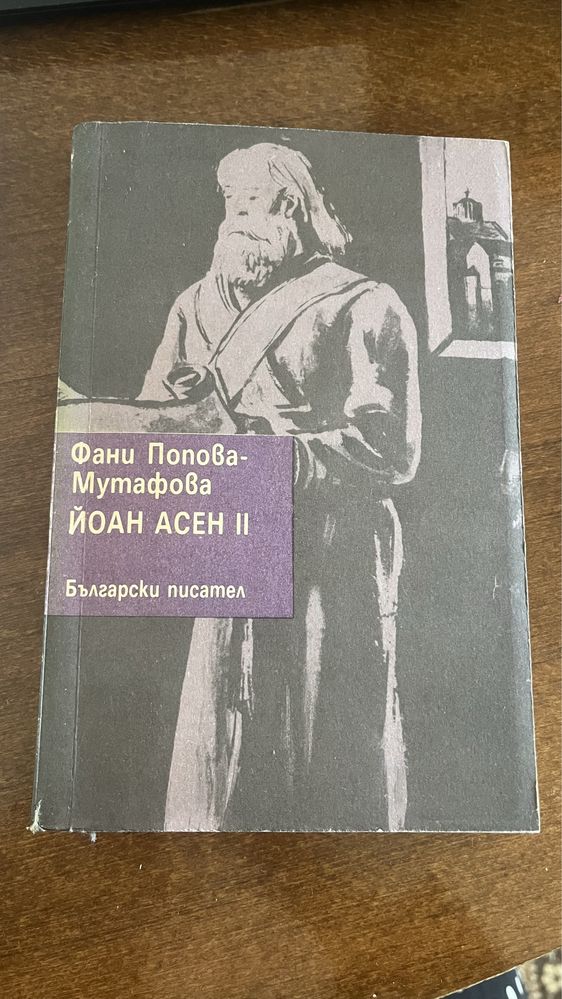 Фани Попова-
Мутафова
ЙОАН АСЕН II
Български писател